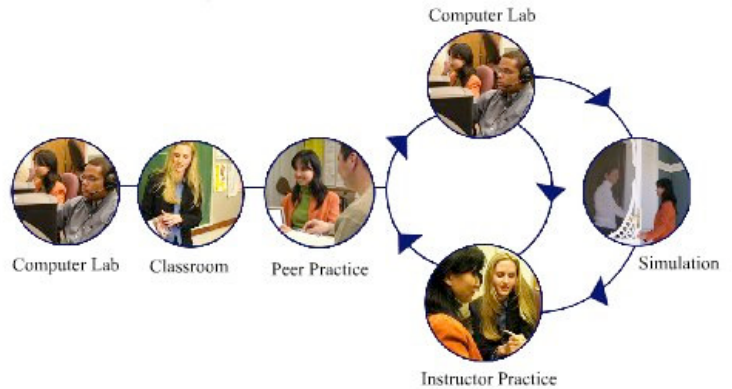 Computer Lab
Computer Lab
Classroom
Peer Practice
Simulation
Instructor Practice